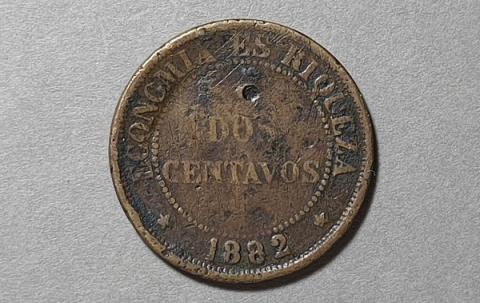 ECONOMIA ES RIQUEZA
DOS
CENTAVOS
1882